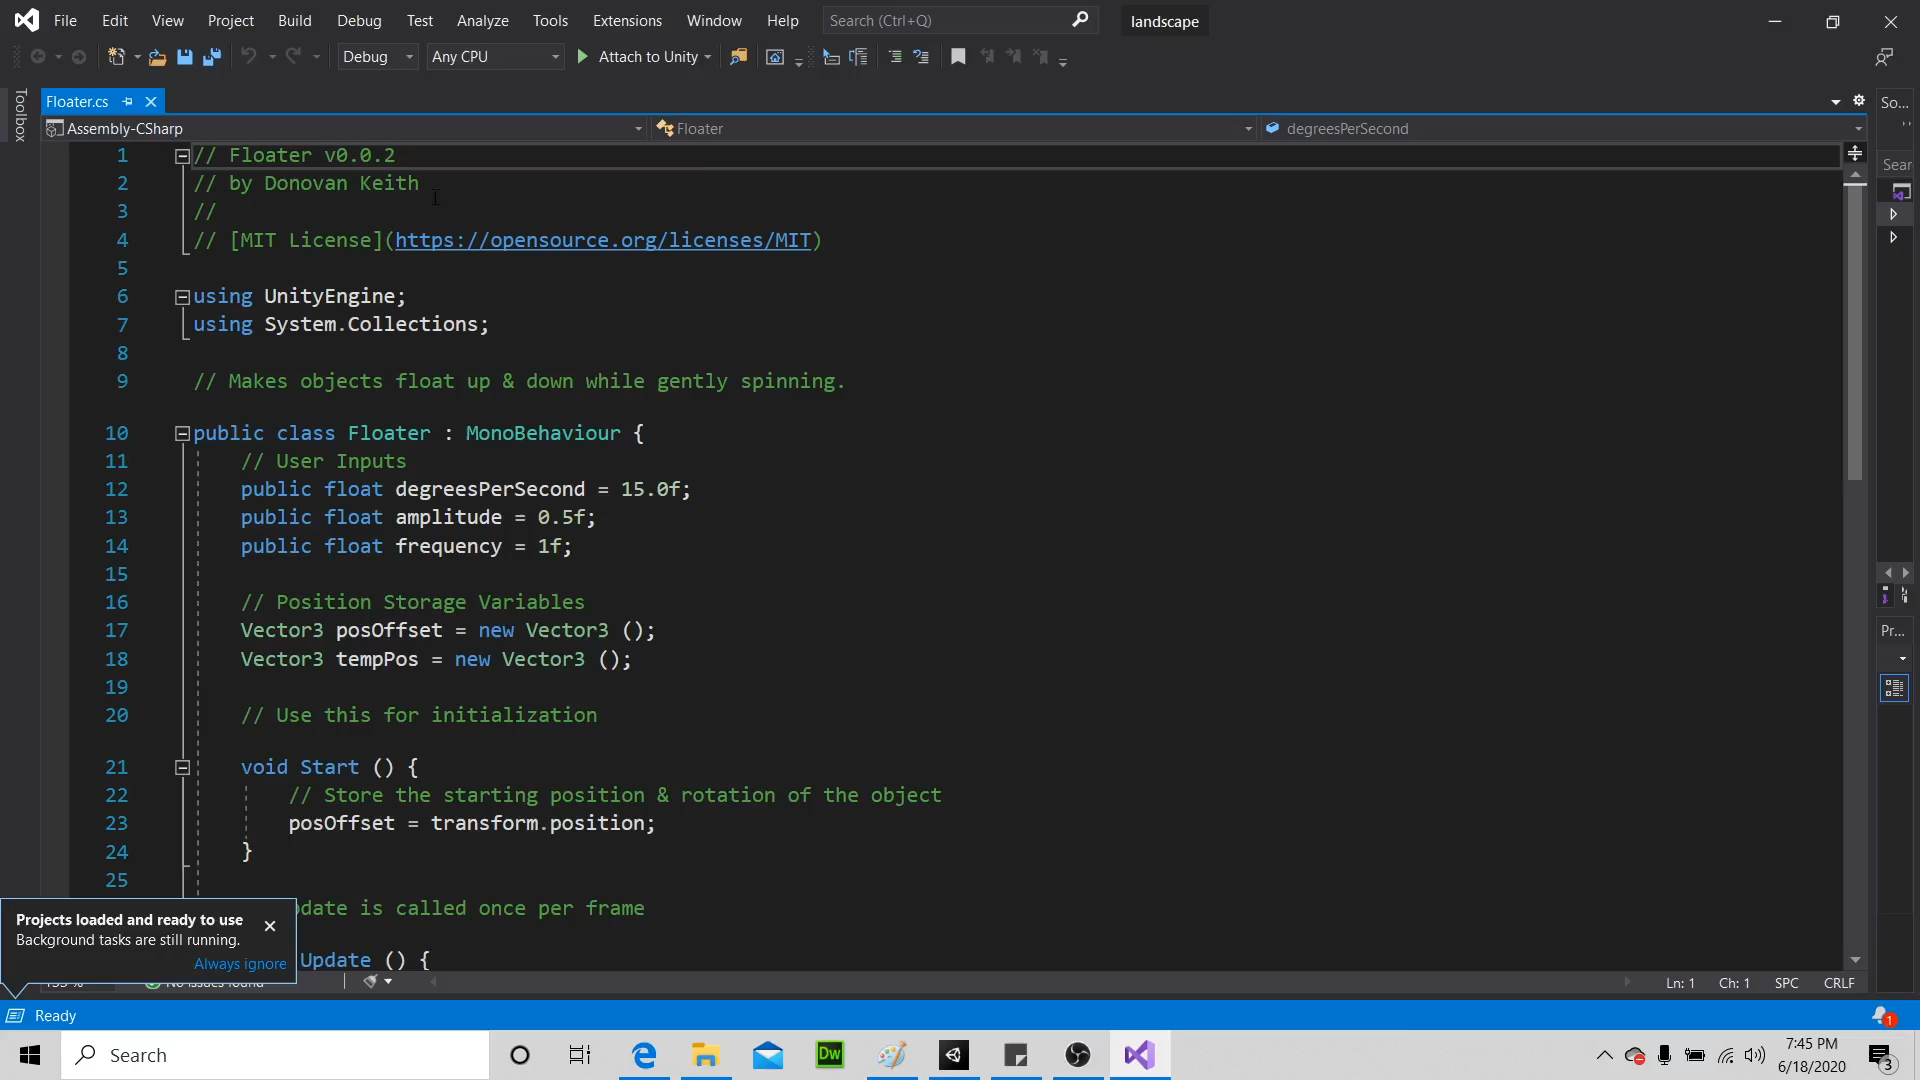 File Edit View Project Build Debug Test Analyze Tools Extensions Window Help Search (Ctrl+Q) landscape
Debug Any CPU Attach to Unity
Toolbox
Floater.cs
So...
Assembly-CSharp Floater degreesPerSecond
Sear
1 // Floater v0.0.2
2 // by Donovan Keith
3 //
4 // [MIT License](https://opensource.org/licenses/MIT)
5
6 using UnityEngine;
7 using System.Collections;
8
9 // Makes objects float up & down while gently spinning.
10 public class Floater : MonoBehaviour {
11 // User Inputs
12 public float degreesPerSecond = 15.0f;
13 public float amplitude = 0.5f;
14 public float frequency = 1f;
15
16 // Position Storage Variables
17 Vector3 posOffset = new Vector3 ();
18 Vector3 tempPos = new Vector3 ();
19
20 // Use this for initialization
21 void Start () {
22 // Store the starting position & rotation of the object
23 posOffset = transform.position;
24 }
25
pdate is called once per frame
Update () {
Pr...
Projects loaded and ready to use
Background tasks are still running.
Always ignore
Ln: 1 Ch: 1 SPC CRLF
Ready
1
Search
Dw
7:45 PM
6/18/2020
3